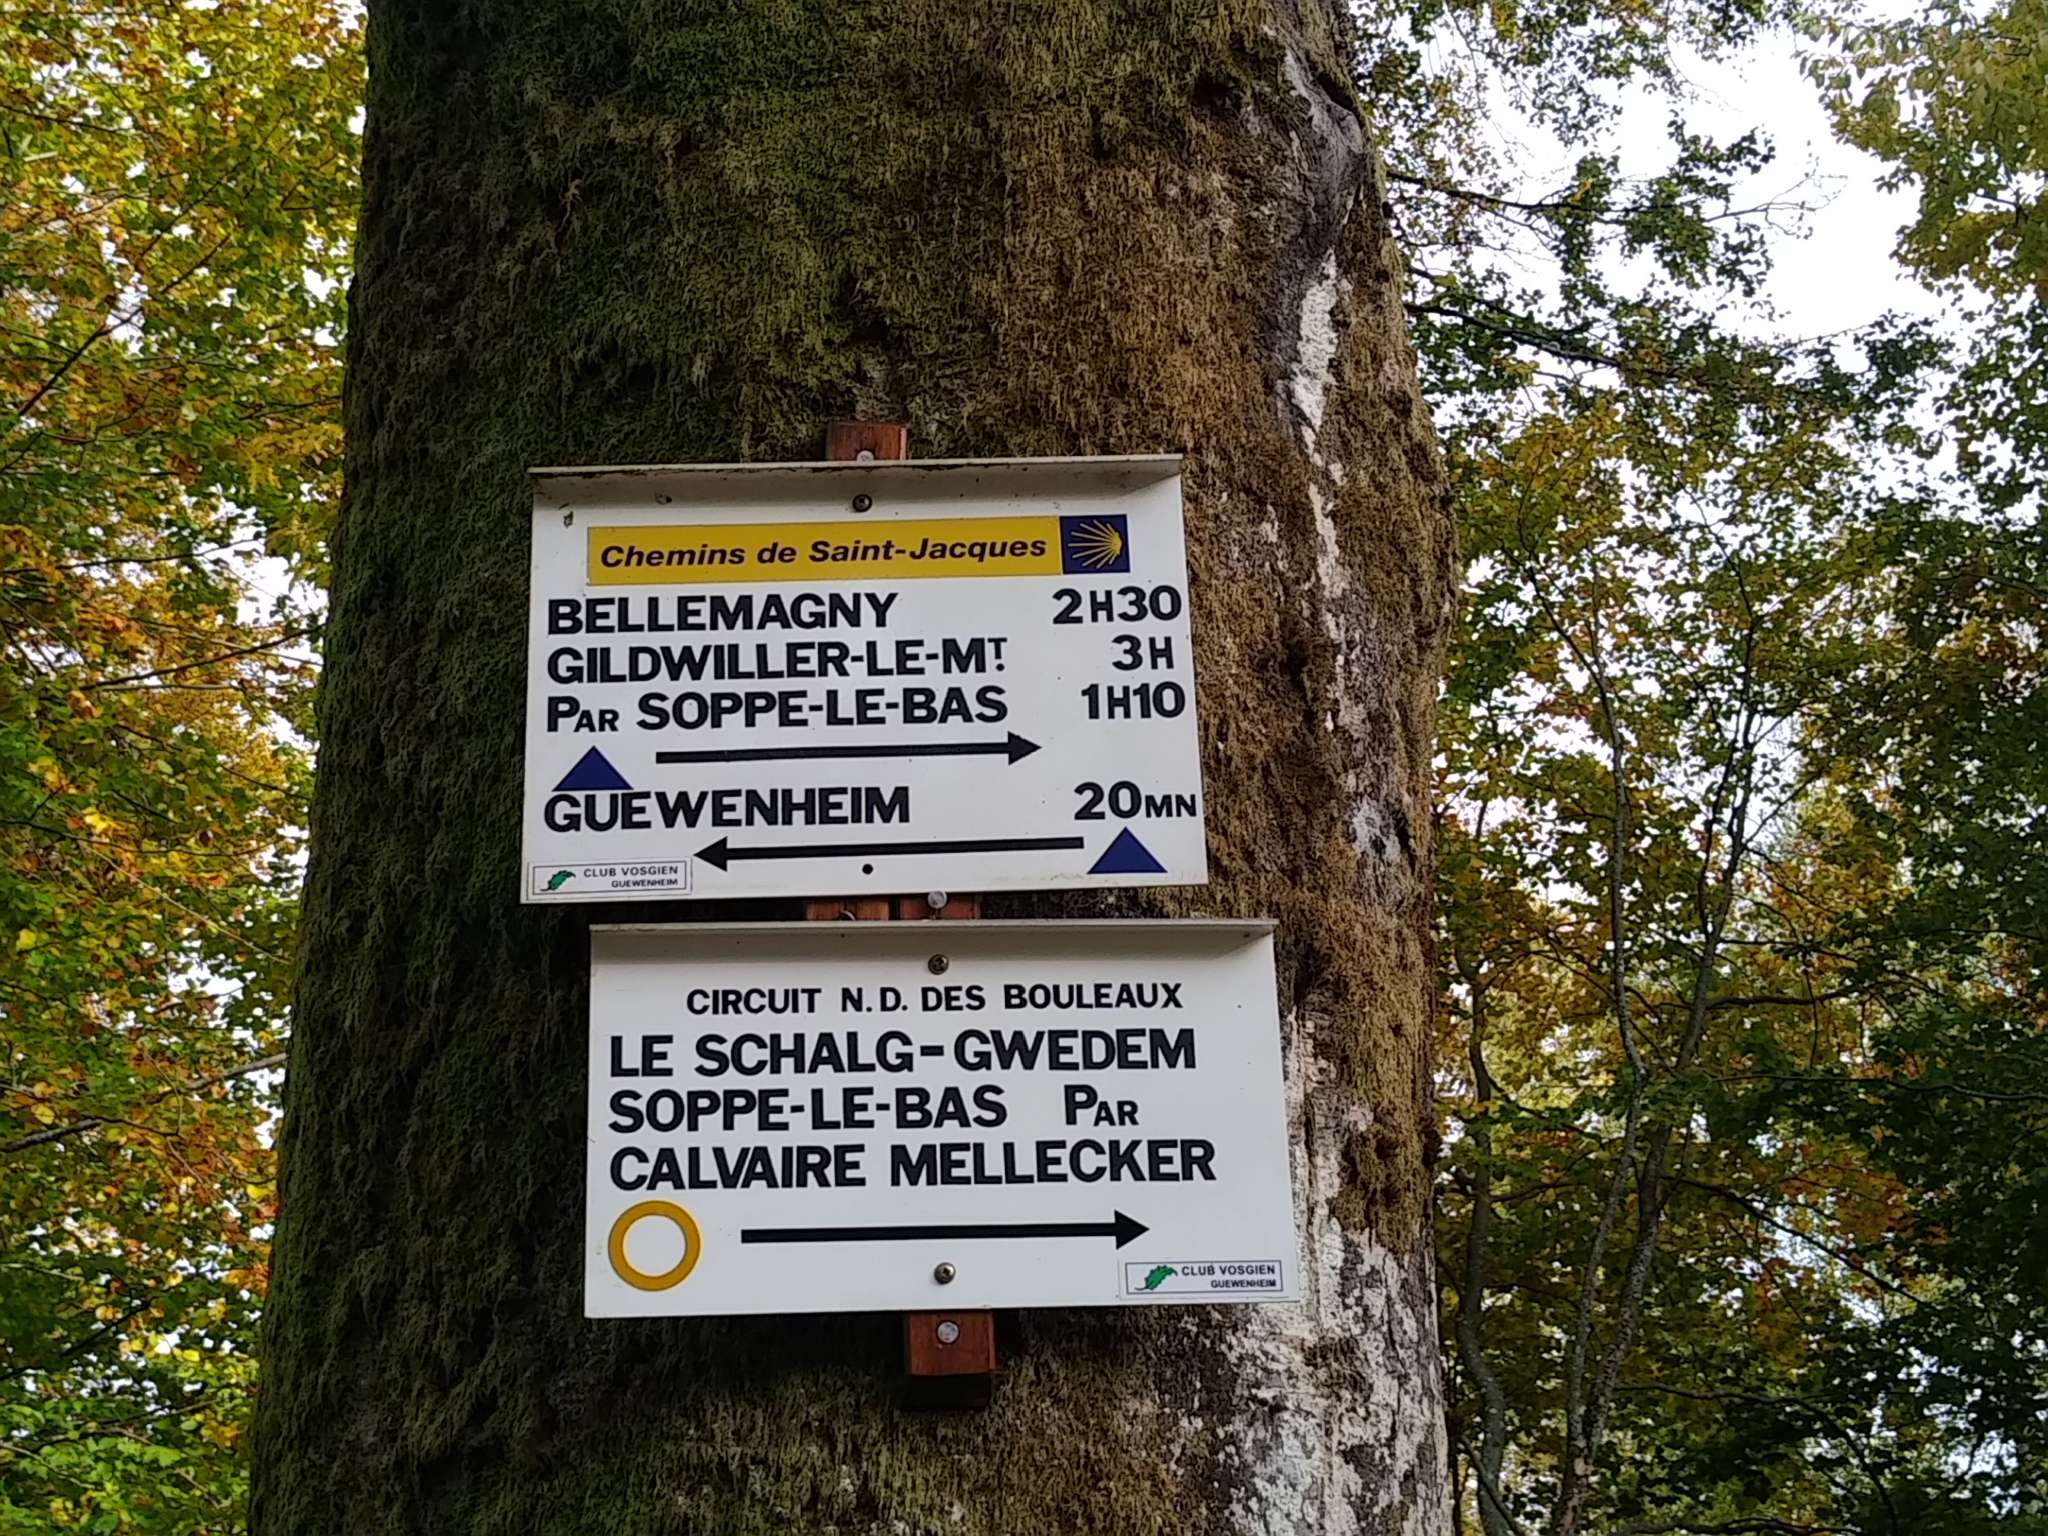 Chemins de Saint-Jacques
BELLEMAGNY 2H30
GILDWILLER-LE-MT. 3H
PAR SOPPE-LE-BAS 1H10
GUEWENHEIM 20MN
CLUB VOSGIEN
GUEWENHEIM
CIRCUIT N.D. DES BOULEAUX
LE SCHALG-GWEDEM
SOPPE-LE-BAS PAR
CALVAIRE MELLECKER
CLUB VOSGIEN
GUEWENHEIM